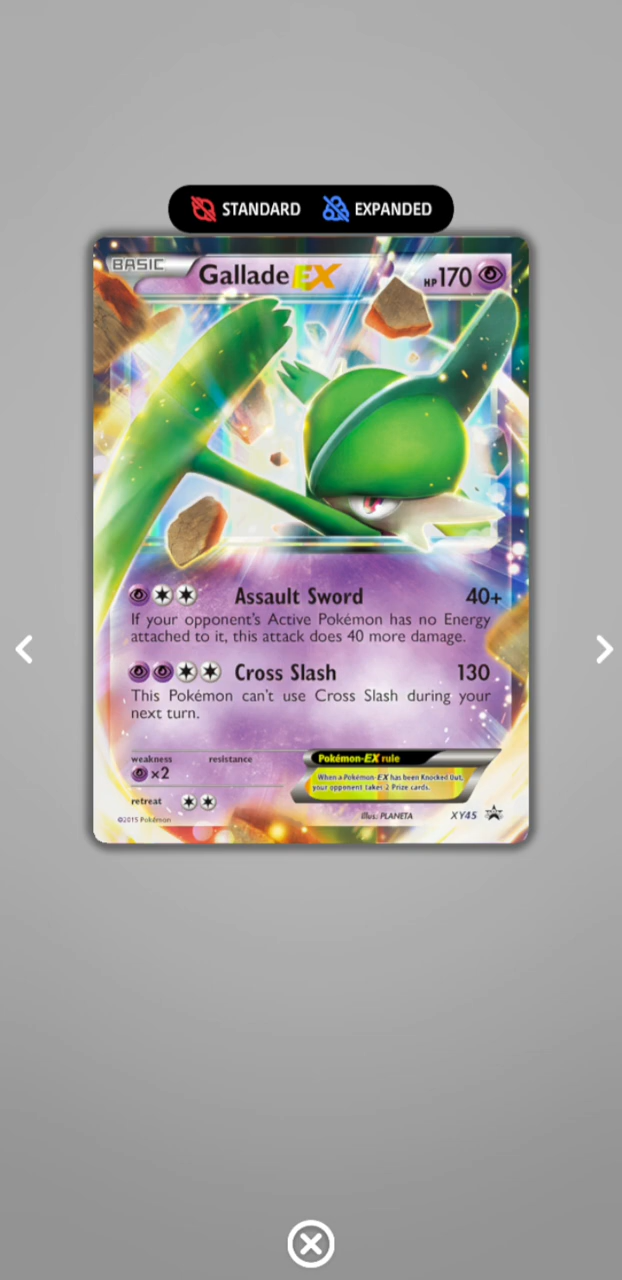 STANDARD EXPANDED
BASIC Gallade EX HP170
Assault Sword 40+
If your opponent's Active Pokémon has no Energy
attached to it, this attack does 40 more damage.
Cross Slash 130
This Pokémon can't use Cross Slash during your
next turn.
weakness resistance
×2
Pokémon-EX rule
When a Pokémon-EX has been Knocked Out,
your opponent takes 2 Prize cards.
retreat
©2015 Pokémon Illus: PLANETA XY45